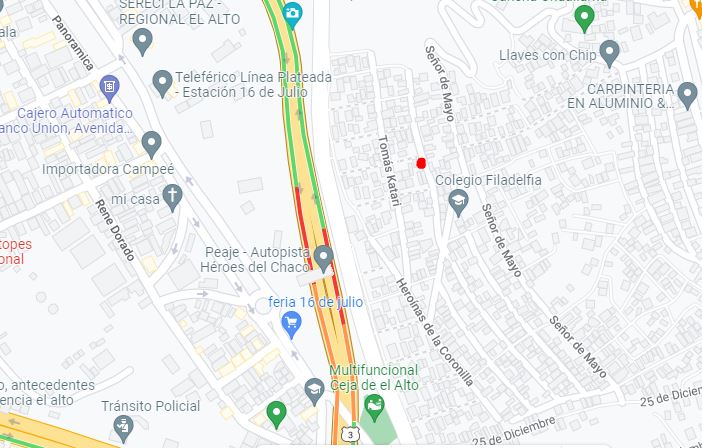 SERECI LA PAZ -
REGIONAL EL ALTO
Panoramica
Señor de Mayo
Llaves con Chip
Teleférico Línea Plateada
- Estación 16 de Julio
CARPINTERIA
EN ALUMINIO &...
Cajero Automatico
anco Union, Avenida...
Importadora Campeé
Tomás Katari
mi casa
Colegio Filadelfia
Rene Dorado
Señor de Mayo
topes
onal
Peaje - Autopista
Héroes del Chaco
feria 16 de julio
Heroínas de la Coronilla
Señor de Mayo
Multifuncional
Ceja de el Alto
o, antecedentes
encia el alto
Tránsito Policial
25 de Diciembre
25 de Dicie
3